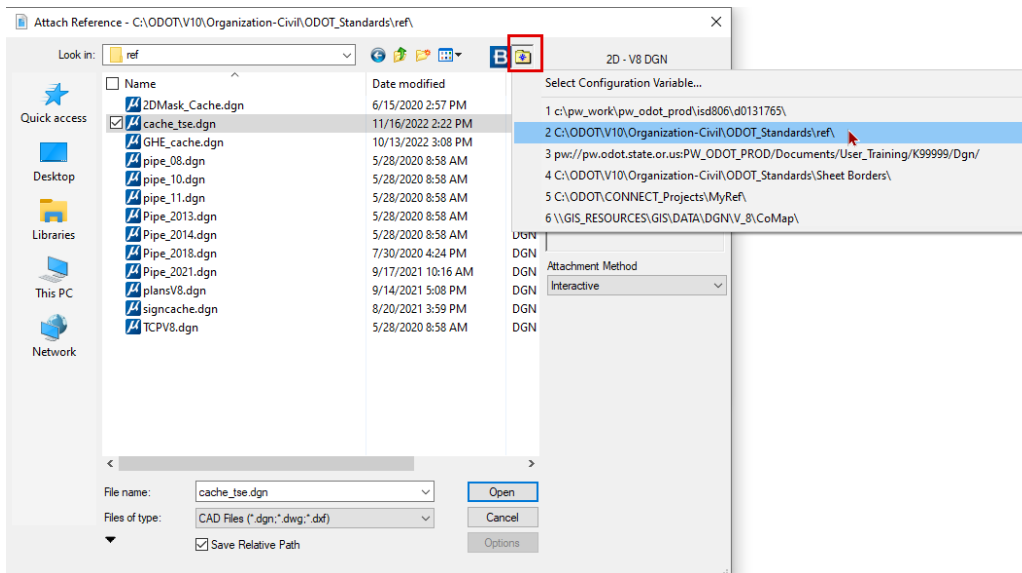 Attach Reference - C:\ODOT\V10\Organization-Civil\ODOT_Standards\ref\
Look in: ref
2D - V8 DGN
Select Configuration Variable...
1 c:\pw_work\pw_odot_prod\isd806\d0131765\
2 C:\ODOT\V10\Organization-Civil\ODOT_Standards\ref\
3 pw://pw.odot.state.or.us:PW_ODOT_PROD/Documents/User_Training/K99999/Dgn/
4 C:\ODOT\V10\Organization-Civil\ODOT_Standards\Sheet Borders\
5 C:\ODOT\CONNECT_Projects\MyRef\
6 \\GIS_RESOURCES\GIS\DATA\DGN\V_8\CoMap\
Quick access
Desktop
Libraries
This PC
Network
Name Date modified
2DMask_Cache.dgn 6/15/2020 2:57 PM
cache_tse.dgn 11/16/2022 2:22 PM
GHE_cache.dgn 10/13/2022 3:08 PM
pipe_08.dgn 5/28/2020 8:58 AM
pipe_10.dgn 5/28/2020 8:58 AM
pipe_11.dgn 5/28/2020 8:58 AM
Pipe_2013.dgn 5/28/2020 8:58 AM
Pipe_2014.dgn 5/28/2020 8:58 AM DGN
Pipe_2018.dgn 7/30/2020 4:24 PM DGN
Pipe_2021.dgn 9/17/2021 10:16 AM DGN
plansV8.dgn 9/14/2021 5:08 PM DGN
signcache.dgn 8/20/2021 3:59 PM DGN
TCPV8.dgn 5/28/2020 8:58 AM DGN
Attachment Method
Interactive
File name: cache_tse.dgn Open
Files of type: CAD Files (*.dgn;*.dwg;*.dxf) Cancel
Save Relative Path Options